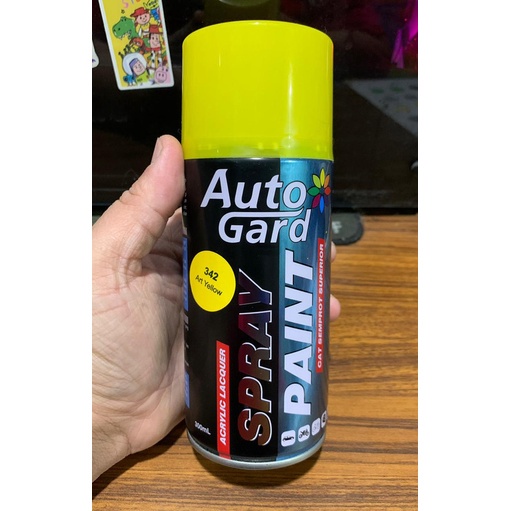 Auto
Gard
342
Art Yellow
SPRAY
PAINT
ACRYLIC LACQUER
CAT SEMPROT SUPERIOR
300mL